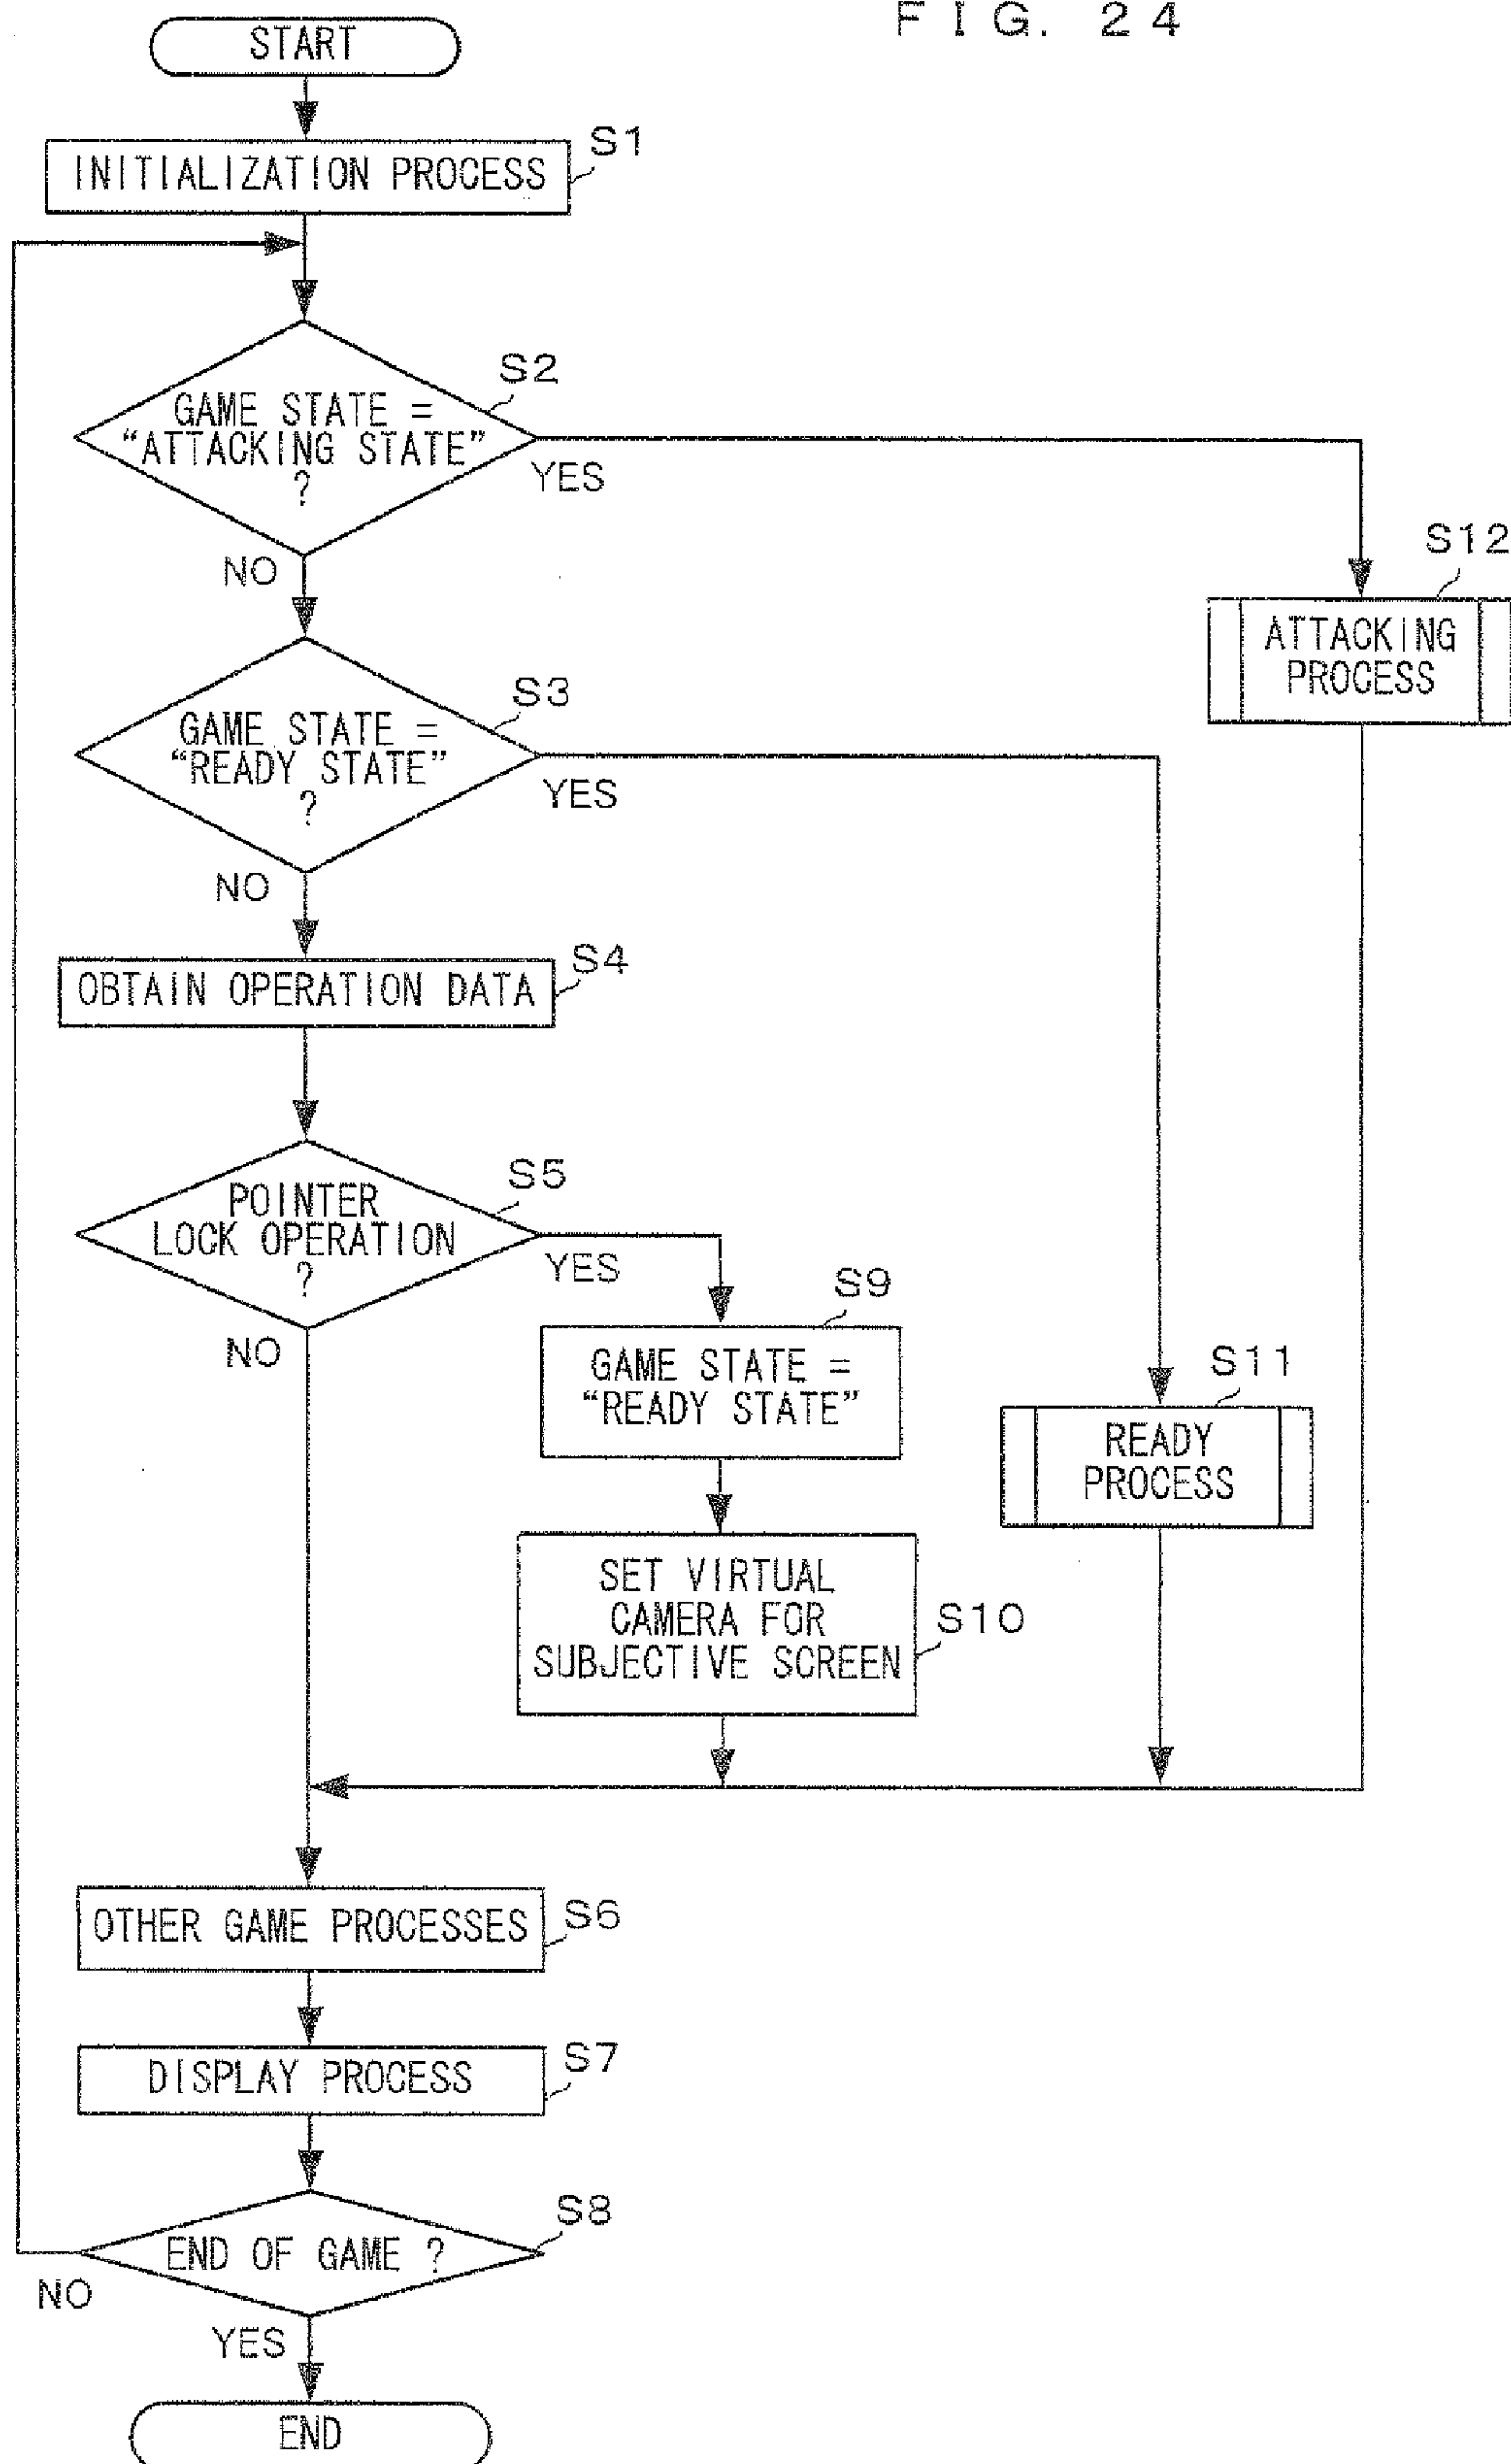 FIG. 24
START
INITIALIZATION PROCESS
S1
S2
GAME STATE =
“ATTACKING STATE”
?
YES
NO
S12
ATTACKING
PROCESS
S3
GAME STATE =
“READY STATE”
?
YES
NO
S4
OBTAIN OPERATION DATA
S5
POINTER
LOCK OPERATION
?
YES
NO
S9
GAME STATE =
“READY STATE”
S11
READY
PROCESS
SET VIRTUAL
CAMERA FOR
SUBJECTIVE SCREEN
S10
OTHER GAME PROCESSES
S6
DISPLAY PROCESS
S7
S8
END OF GAME ?
NO
YES
END